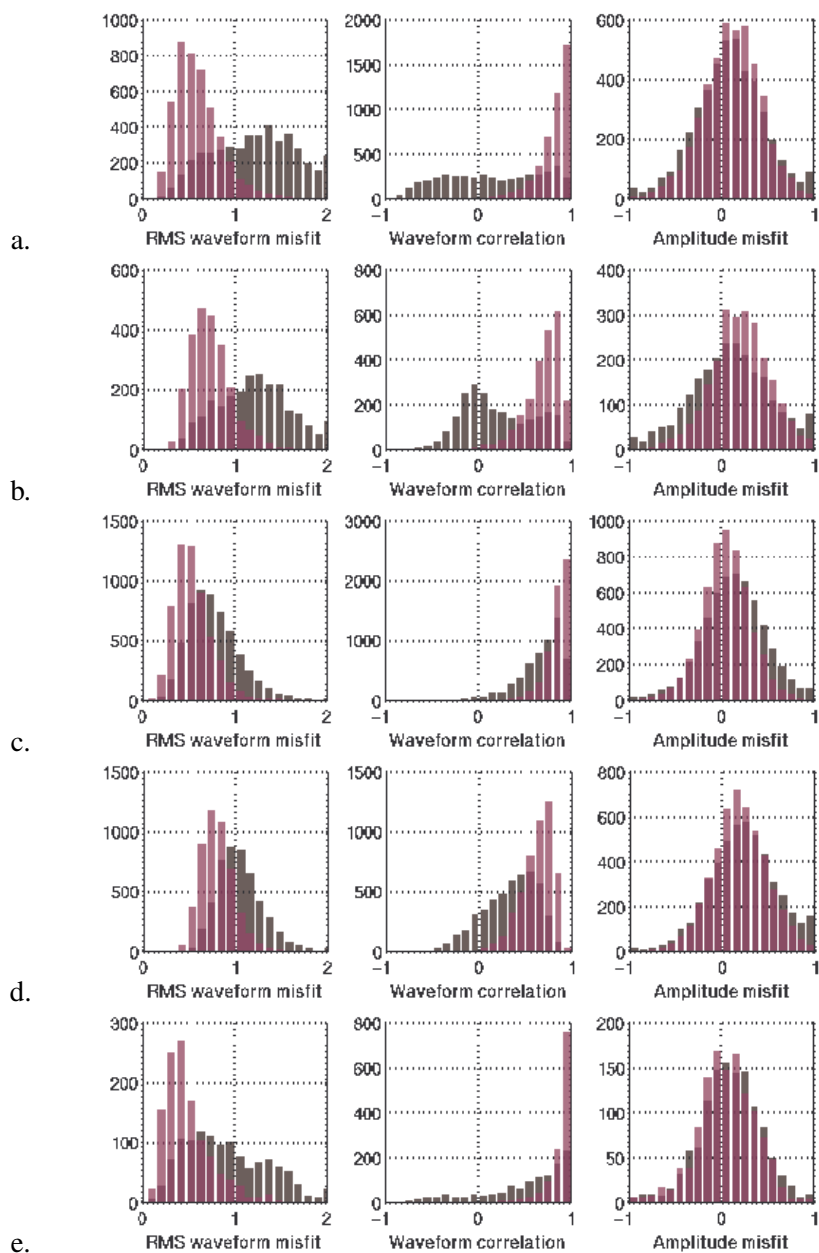 1000
800
600
400
200
0
0 1 2
RMS waveform misfit
2000
1500
1000
500
0
−1 0 1
Waveform correlation
600
400
200
0
−1 0 1
Amplitude misfit
a.
600
400
200
0
0 1 2
RMS waveform misfit
800
600
400
200
0
−1 0 1
Waveform correlation
400
300
200
100
0
−1 0 1
Amplitude misfit
b.
1500
1000
500
0
0 1 2
RMS waveform misfit
3000
2000
1000
0
−1 0 1
Waveform correlation
1000
800
600
400
200
0
−1 0 1
Amplitude misfit
c.
1500
1000
500
0
0 1 2
RMS waveform misfit
1500
1000
500
0
−1 0 1
Waveform correlation
800
600
400
200
0
−1 0 1
Amplitude misfit
d.
300
200
100
0
0 1 2
RMS waveform misfit
800
600
400
200
0
−1 0 1
Waveform correlation
200
150
100
50
0
−1 0 1
Amplitude misfit
e.